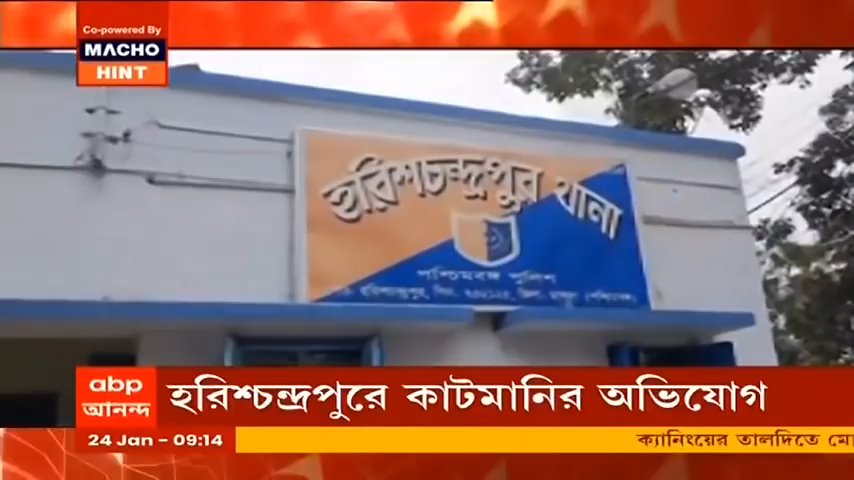 Co-powered By
MACHO
HINT
হরিশ্চন্দ্রপুর থানা
পশ্চিমবঙ্গ পুলিশ
abp
আনন্দ
হরিশ্চন্দ্রপুরে কাটমানির অভিযোগ
24 Jan - 09:14
ক্যানিংয়ের তালদিতে মো